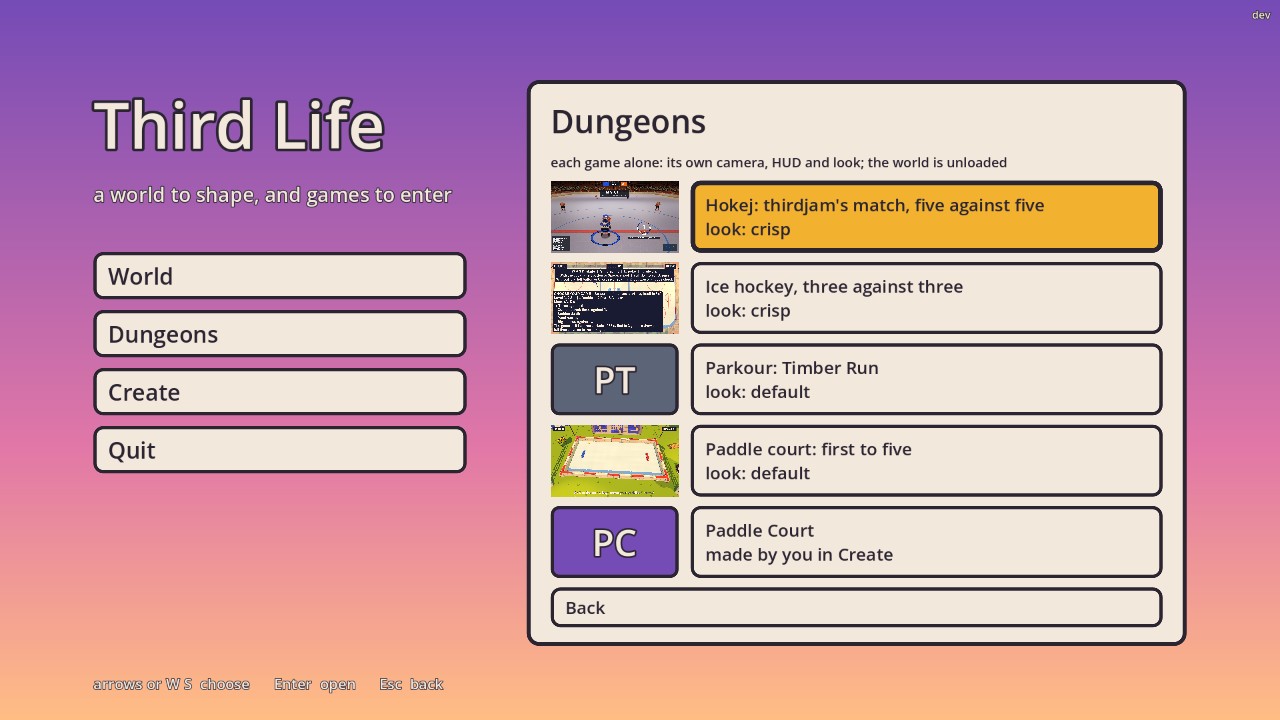 dev
Third Life
a world to shape, and games to enter
World
Dungeons
Create
Quit
arrows or W S choose Enter open Esc back
Dungeons
each game alone: its own camera, HUD and look; the world is unloaded
Hokej: thirdjam's match, five against five
look: crisp
Ice hockey, three against three
look: crisp
PT
Parkour: Timber Run
look: default
Paddle court: first to five
look: default
PC
Paddle Court
made by you in Create
Back